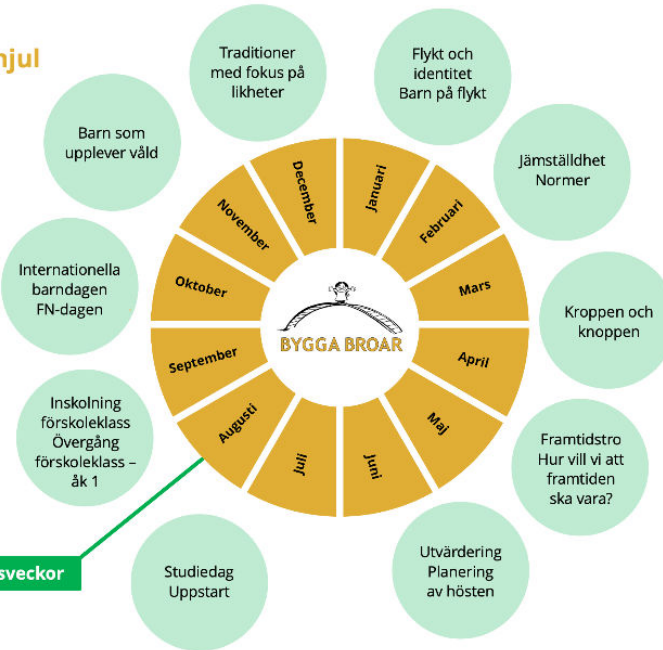 Traditioner
med fokus på
likheter
Flykt och
identitet
Barn på flykt
Barn som
upplever våld
Jämställdhet
Normer
Internationella
barndagen
FN-dagen
Kroppen och
knoppen
Inskolning
förskoleklass
Övergång
förskoleklass –
åk 1
Framtidstro
Hur vill vi att
framtiden
ska vara?
Studiedag
Uppstart
Utvärdering
Planering
av hösten
Januari
Februari
Mars
April
Maj
Juni
Juli
Augusti
September
Oktober
November
December
BYGGA BROAR